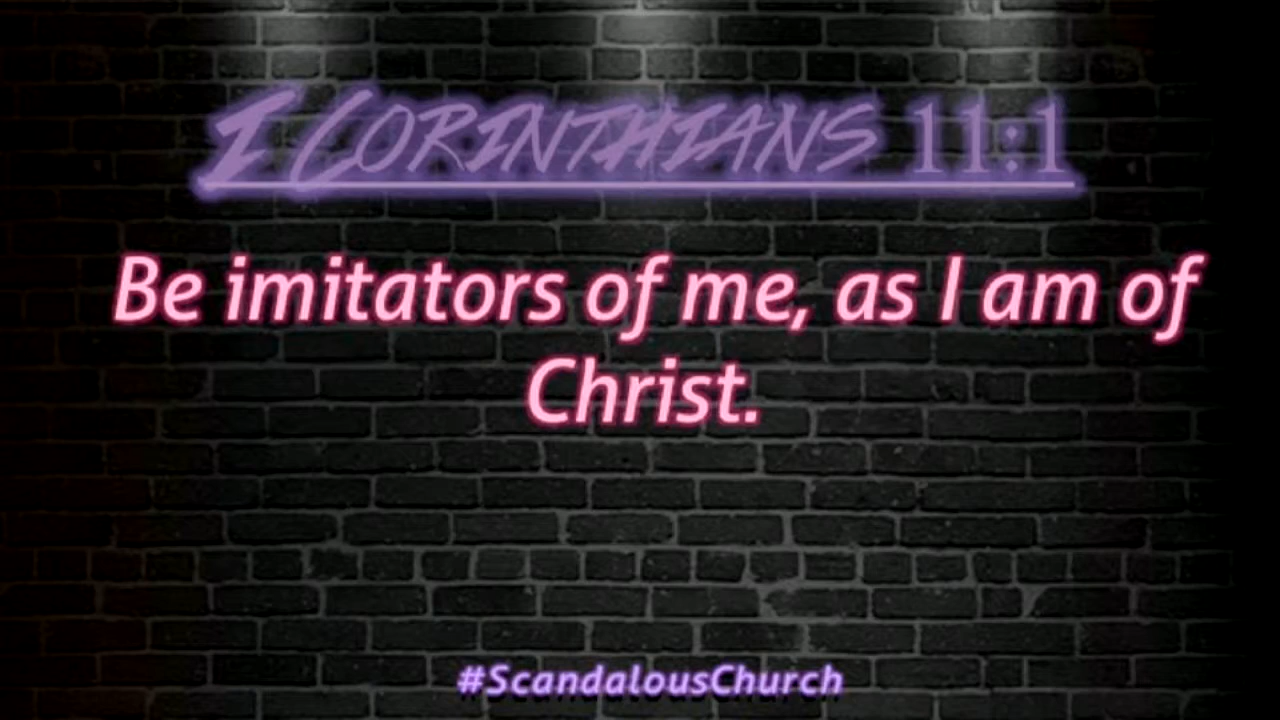 1 Corinthians 11:1
Be imitators of me, as I am of
Christ.
#ScandalousChurch